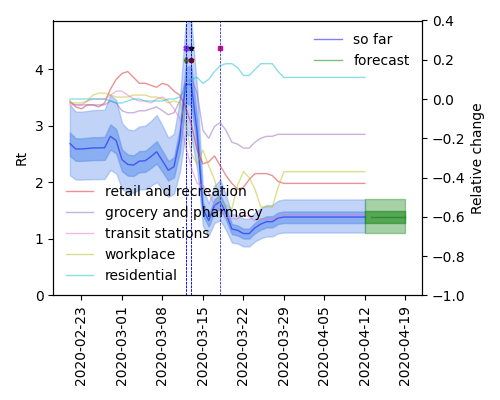 so far
forecast
retail and recreation
grocery and pharmacy
transit stations
workplace
residential
Rt
0
1
2
3
4
Relative change
0.4
0.2
0.0
−0.2
−0.4
−0.6
−0.8
−1.0
2020-02-23
2020-03-01
2020-03-08
2020-03-15
2020-03-22
2020-03-29
2020-04-05
2020-04-12
2020-04-19